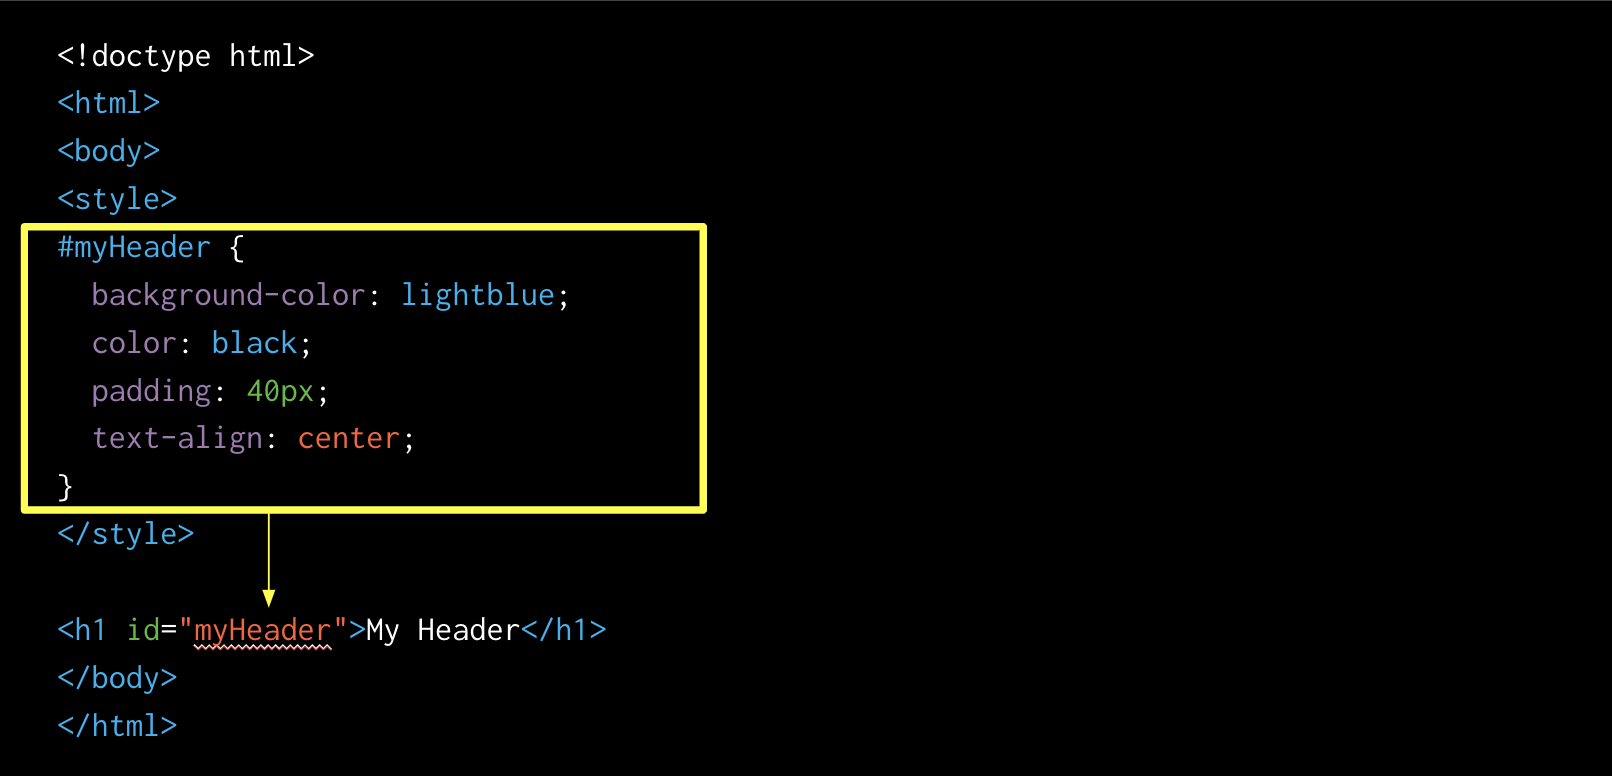 <!doctype html>
<html>
<body>
<style>
#myHeader {
  background-color: lightblue;
  color: black;
  padding: 40px;
  text-align: center;
}
</style>

<h1 id="myHeader">My Header</h1>
</body>
</html>